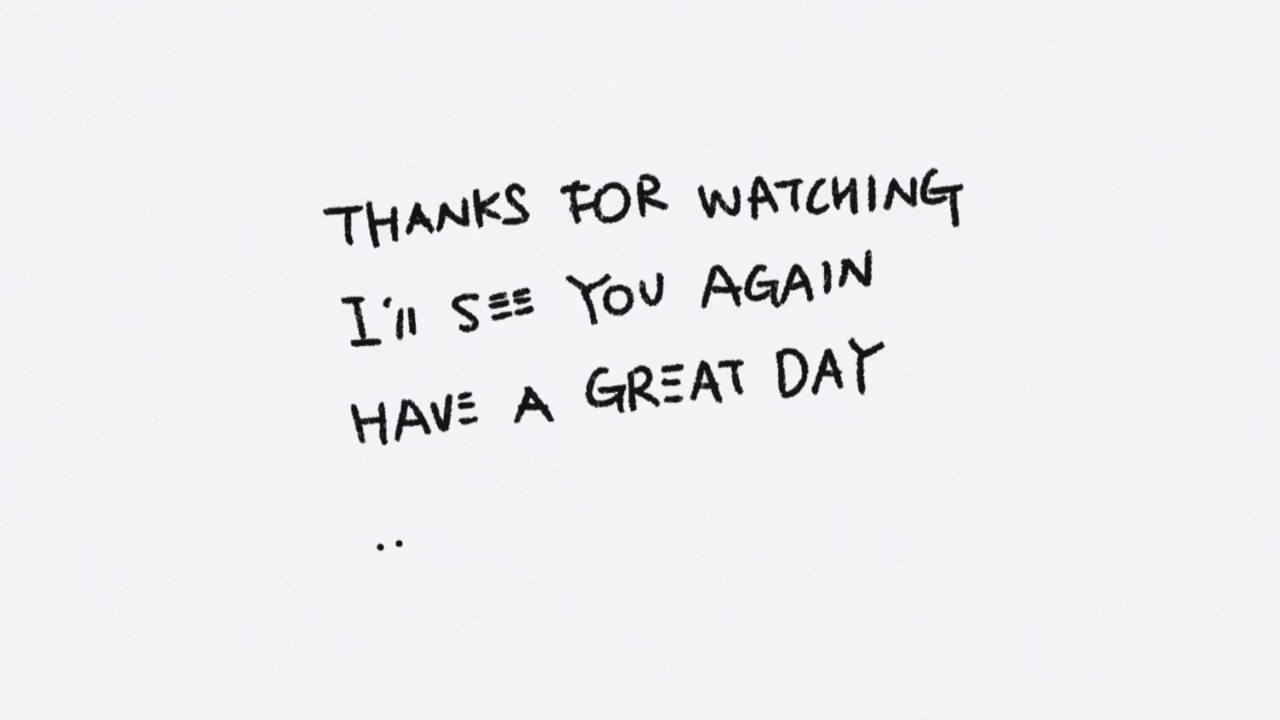 THANKS FOR WATCHING
I'll SEE YOU AGAIN
HAVE A GREAT DAY
..